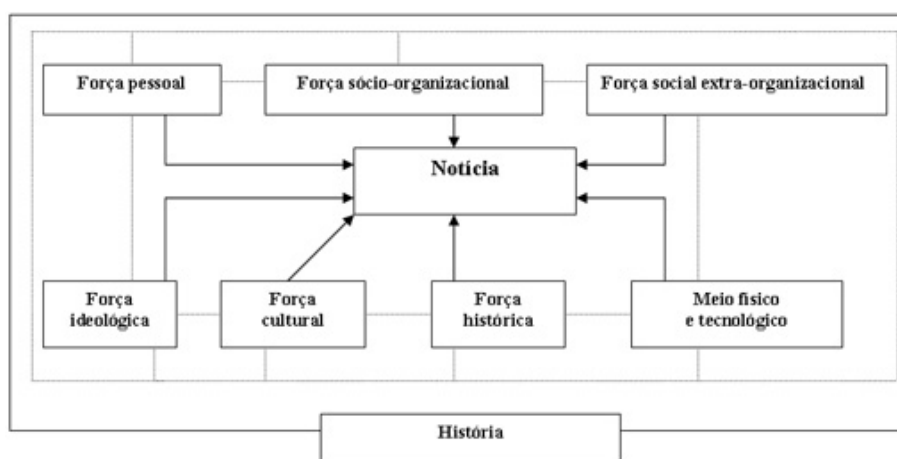 Força pessoal
Força sócio-organizacional
Força social extra-organizacional
Notícia
Força
ideológica
Força
cultural
Força
histórica
Meio físico
e tecnológico
História